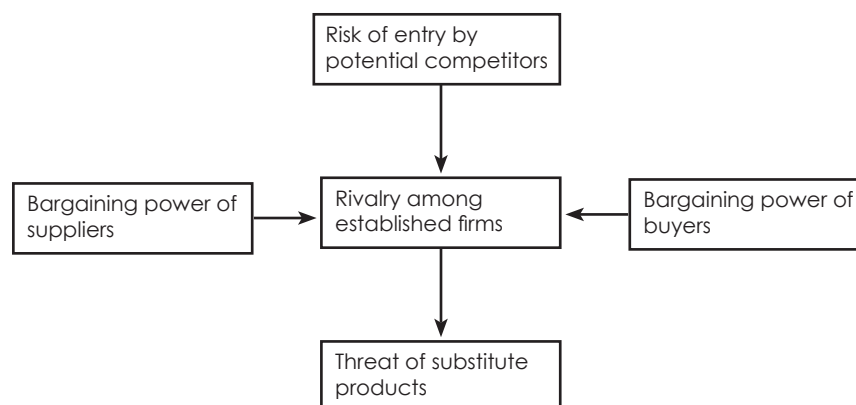 Risk of entry by
potential competitors
Bargaining power of
suppliers
Rivalry among
established firms
Bargaining power of
buyers
Threat of substitute
products